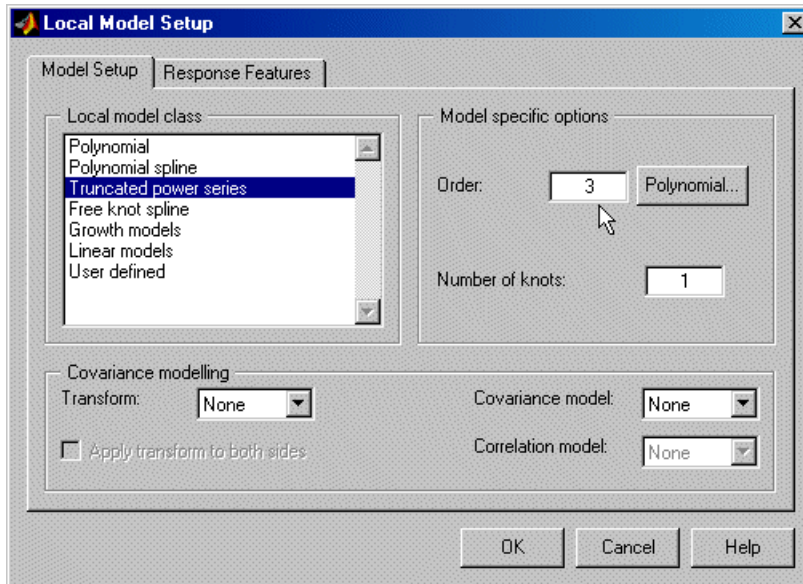 Local Model Setup
Model Setup
Response Features
Local model class
Polynomial
Polynomial spline
Truncated power series
Free knot spline
Growth models
Linear models
User defined
Model specific options
Order:
3
Polynomial...
Number of knots:
1
Covariance modelling
Transform:
None
Apply transform to both sides
Covariance model:
None
Correlation model:
None
OK
Cancel
Help